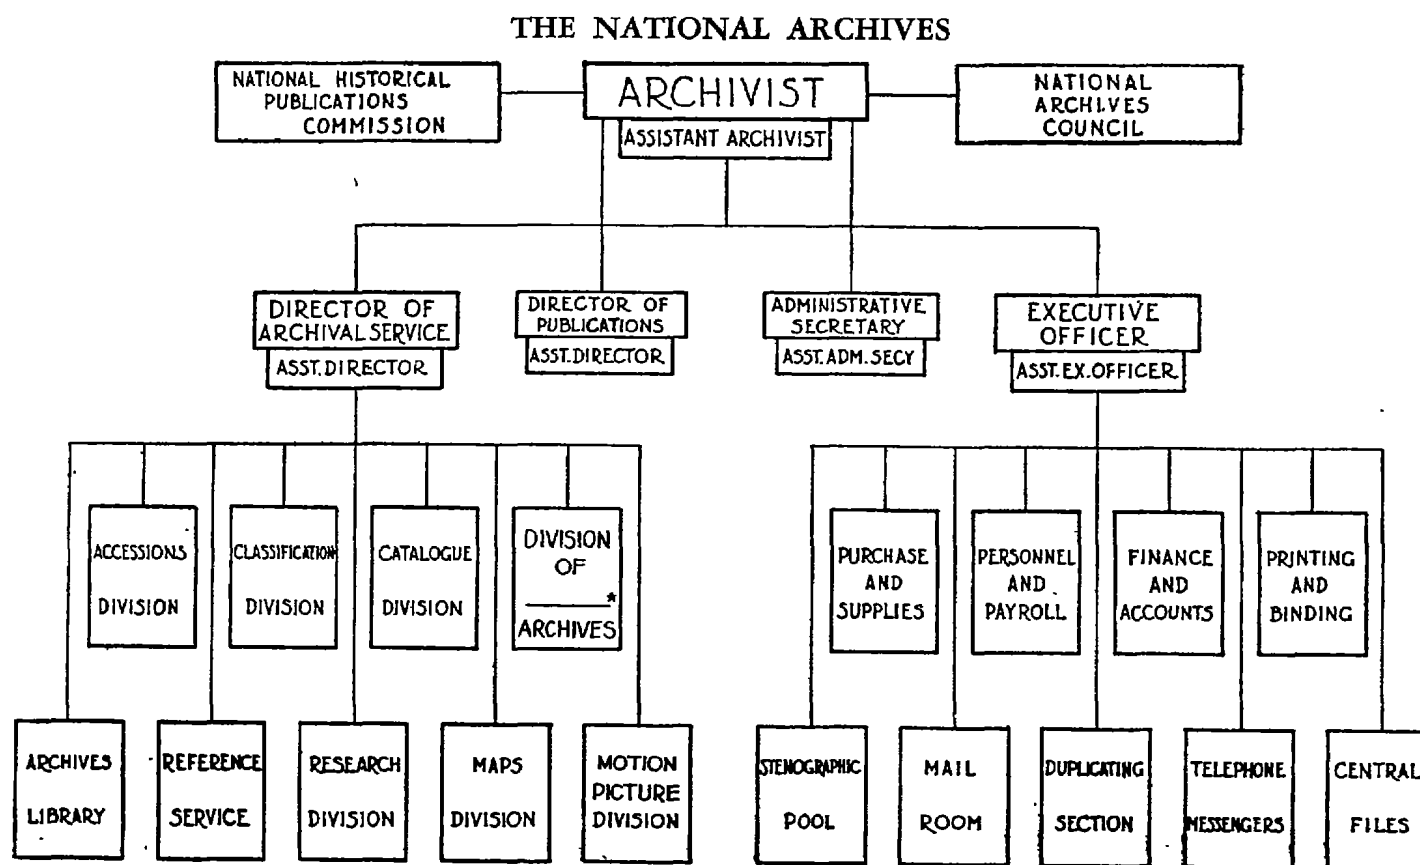 THE NATIONAL ARCHIVES
NATIONAL HISTORICAL
PUBLICATIONS
COMMISSION
ARCHIVIST
ASSISTANT ARCHIVIST
NATIONAL
ARCHIVES
COUNCIL
DIRECTOR OF
ARCHIVAL SERVICE
ASST. DIRECTOR
DIRECTOR OF
PUBLICATIONS
ASST. DIRECTOR
ADMINISTRATIVE
SECRETARY
ASST. ADM. SECY
EXECUTIVE
OFFICER
ASST. EX. OFFICER
ACCESSIONS
DIVISION
CLASSIFICATION
DIVISION
CATALOGUE
DIVISION
DIVISION
OF
______*
ARCHIVES
PURCHASE
AND
SUPPLIES
PERSONNEL
AND
PAYROLL
FINANCE
AND
ACCOUNTS
PRINTING
AND
BINDING
ARCHIVES
LIBRARY
REFERENCE
SERVICE
RESEARCH
DIVISION
MAPS
DIVISION
MOTION
PICTURE
DIVISION
STENOGRAPHIC
POOL
MAIL
ROOM
DUPLICATING
SECTION
TELEPHONE
MESSENGERS
CENTRAL
FILES